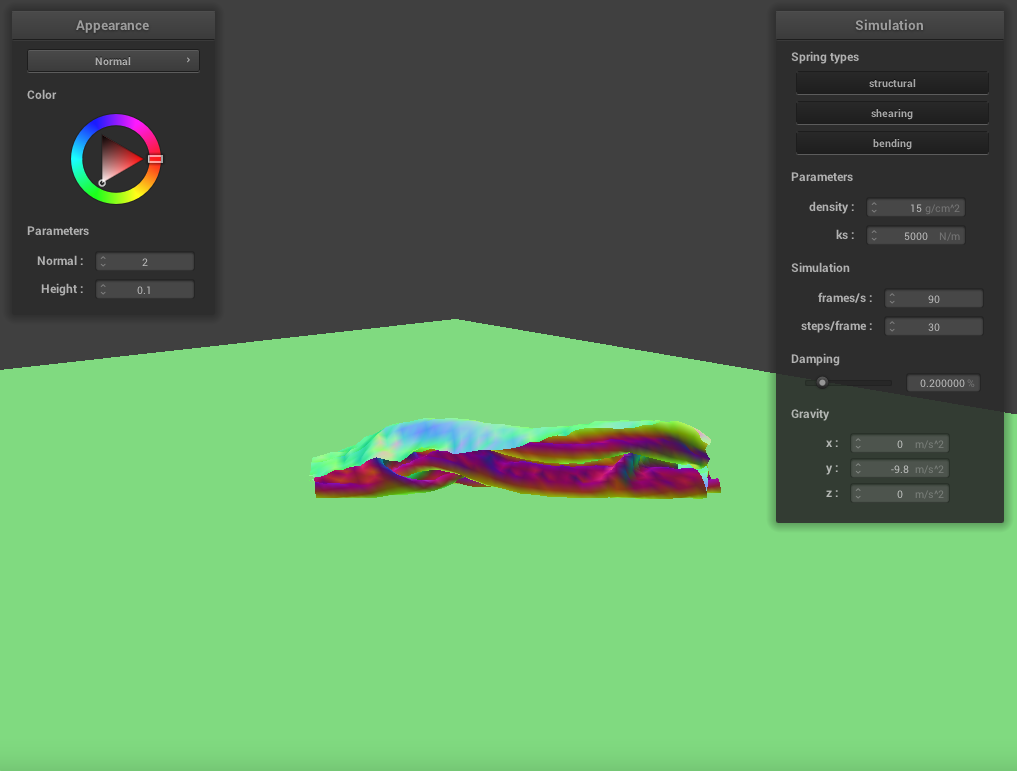 Appearance
Normal ›
Color
Parameters
Normal : 2
Height : 0.1
Simulation
Spring types
structural
shearing
bending
Parameters
density : 15 g/cm^2
ks : 5000 N/m
Simulation
frames/s : 90
steps/frame : 30
Damping
0.200000 %
Gravity
x : 0 m/s^2
y : -9.8 m/s^2
z : 0 m/s^2